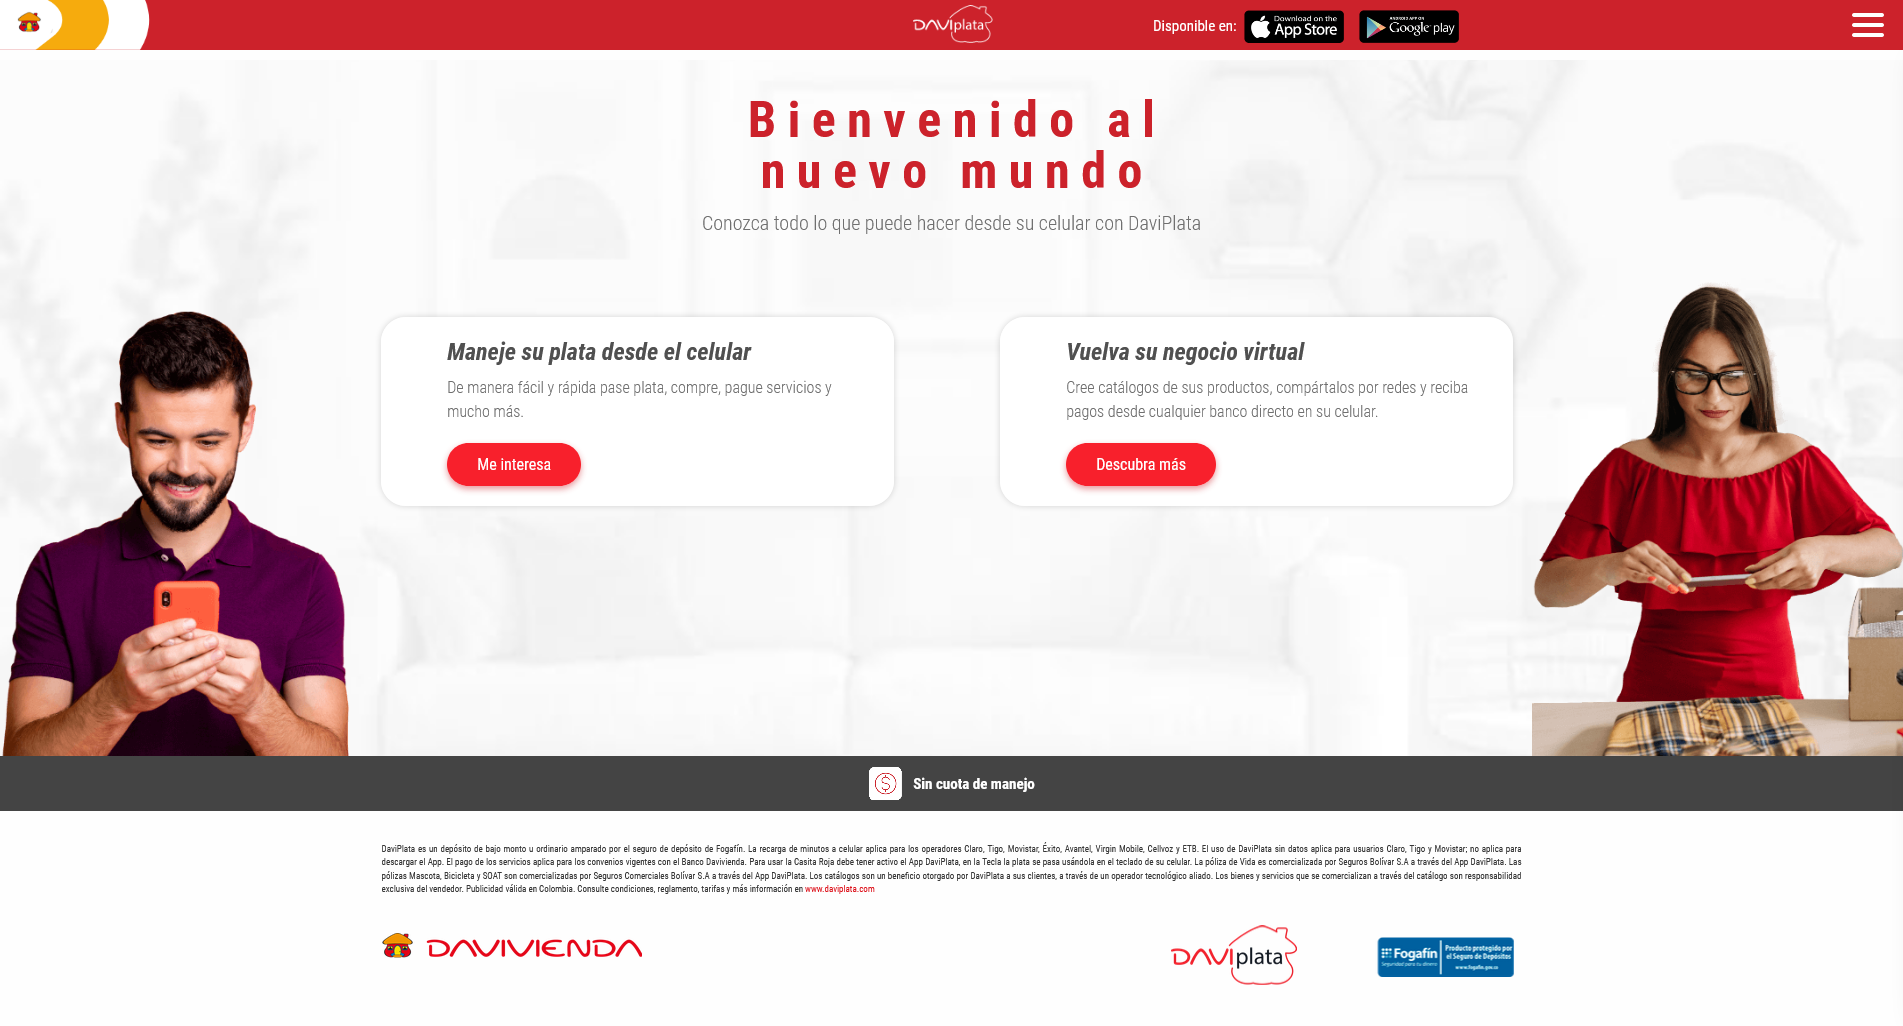 DAVIplata
Disponible en:
Download on the
App Store
ANDROID APP ON
Google play
Bienvenido al
nuevo mundo
Conozca todo lo que puede hacer desde su celular con DaviPlata
Maneje su plata desde el celular
De manera fácil y rápida pase plata, compre, pague servicios y
mucho más.
Me interesa
Vuelva su negocio virtual
Cree catálogos de sus productos, compártalos por redes y reciba
pagos desde cualquier banco directo en su celular.
Descubra más
Sin cuota de manejo
DaviPlata es un depósito de bajo monto u ordinario amparado por el seguro de depósito de Fogafín. La recarga de minutos a celular aplica para los operadores Claro, Tigo, Movistar, Éxito, Avantel, Virgin Mobile, Cellvoz y ETB. El uso de DaviPlata sin datos aplica para usuarios Claro, Tigo y Movistar; no aplica para
descargar el App. El pago de los servicios aplica para los convenios vigentes con el Banco Davivienda. Para usar la Casita Roja debe tener activo el App DaviPlata, en la Tecla la plata se pasa usándola en el teclado de su celular. La póliza de Vida es comercializada por Seguros Bolívar S.A a través del App DaviPlata. Las
pólizas Mascota, Bicicleta y SOAT son comercializadas por Seguros Comerciales Bolívar S.A a través del App DaviPlata. Los catálogos son un beneficio otorgado por DaviPlata a sus clientes, a través de un operador tecnológico aliado. Los bienes y servicios que se comercializan a través del catálogo son responsabilidad
exclusiva del vendedor. Publicidad válida en Colombia. Consulte condiciones, reglamento, tarifas y más información en www.daviplata.com
DAVIVIENDA
DAVIplata
Fogafín
Seguridad para su dinero
Producto protegido por
el Seguro de Depósitos
www.fogafin.gov.co